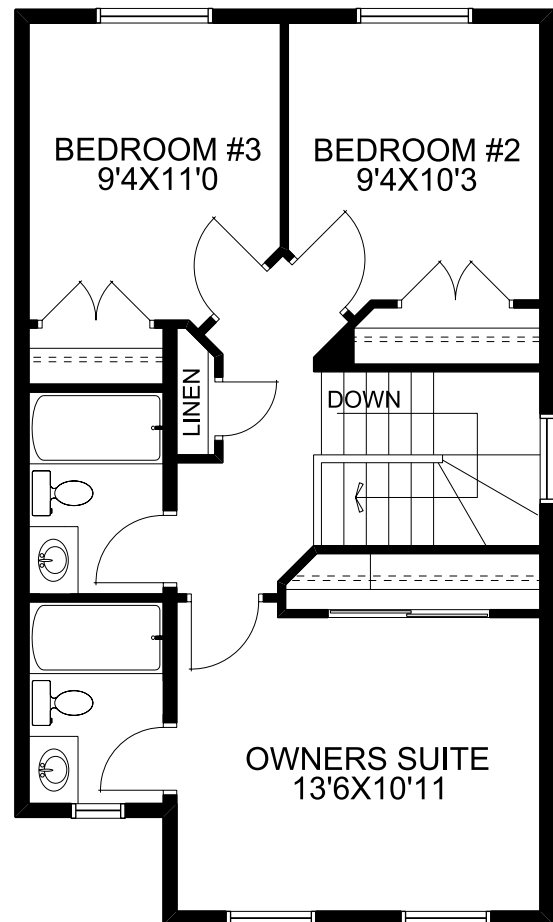 BEDROOM #3
9'4X11'0
BEDROOM #2
9'4X10'3
LINEN
DOWN
OWNERS SUITE
13'6X10'11